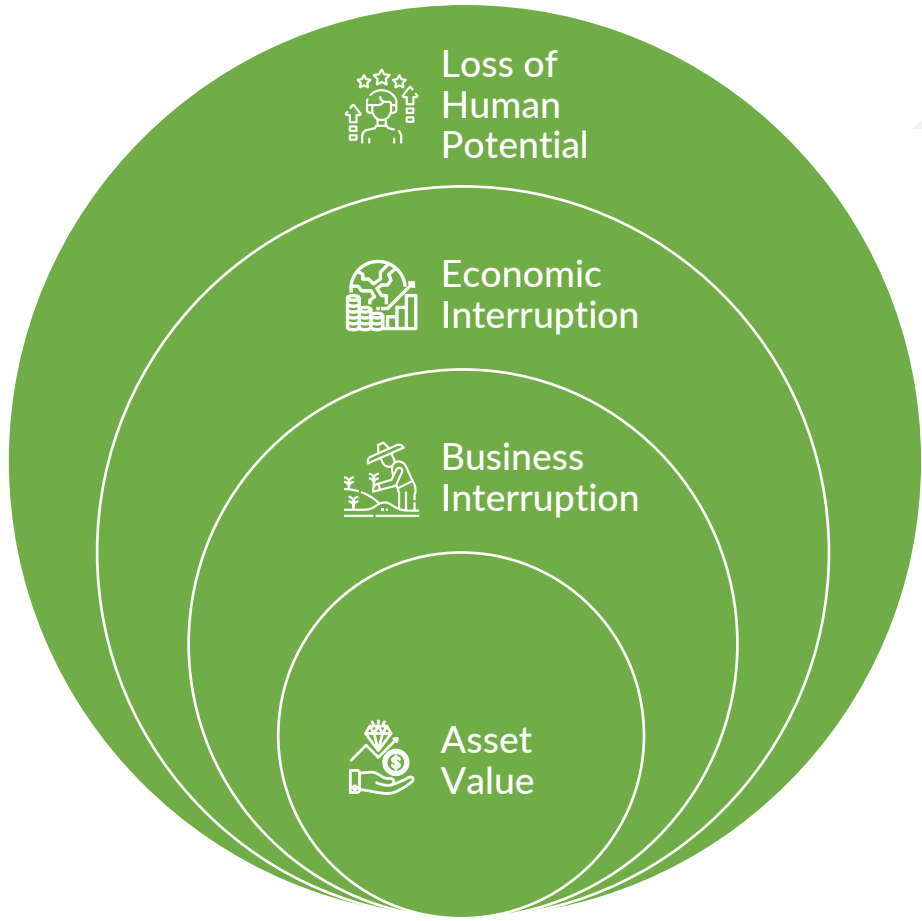 Loss of
Human
Potential
Economic
Interruption
Business
Interruption
$
Asset
Value